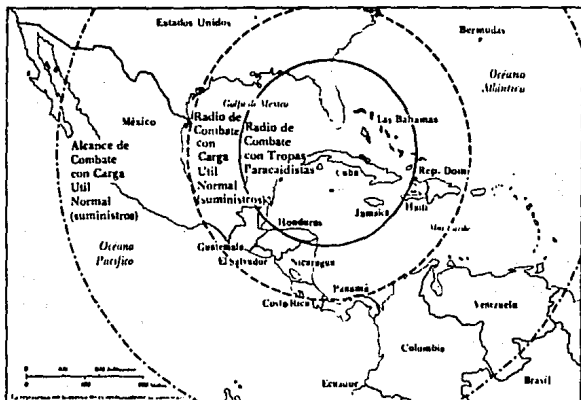 Estados Unidos
Bermudas
Océano
Atlántico
Golfo de México
México
Las Bahamas
Radio de
Combate
con
Carga
Util
Normal
(suministros)
Radio de
Combate
con Tropas
Paracaidistas
Alcance de
Combate
con Carga
Util
Normal
(suministros)
Cuba
Rep. Dom.
Haití
Jamaica
Mar Caribe
Honduras
Océano
Pacífico
Guatemala
El Salvador
Nicaragua
Costa Rica
Panamá
Venezuela
Colombia
Ecuador
Brasil